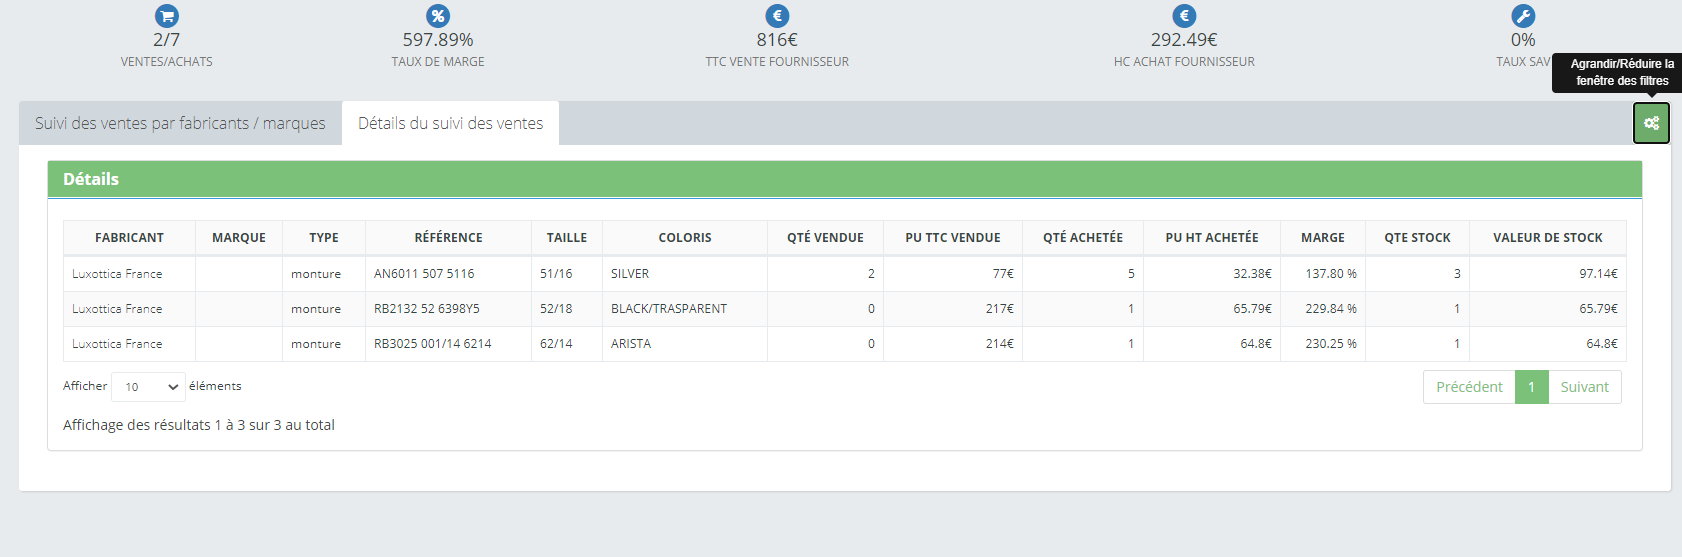 2/7
VENTES/ACHATS
597.89%
TAUX DE MARGE
816€
TTC VENTE FOURNISSEUR
292.49€
HC ACHAT FOURNISSEUR
0%
TAUX SAV
Agrandir/Réduire la
fenêtre des filtres
Suivi des ventes par fabricants / marques Détails du suivi des ventes
Détails
FABRICANT MARQUE TYPE RÉFÉRENCE TAILLE COLORIS QTÉ VENDUE PU TTC VENDUE QTÉ ACHETÉE PU HT ACHETÉE MARGE QTE STOCK VALEUR DE STOCK
Luxottica France monture AN6011 507 5116 51/16 SILVER 2 77€ 5 32.38€ 137.80 % 3 97.14€
Luxottica France monture RB2132 52 6398Y5 52/18 BLACK/TRASPARENT 0 217€ 1 65.79€ 229.84 % 1 65.79€
Luxottica France monture RB3025 001/14 6214 62/14 ARISTA 0 214€ 1 64.8€ 230.25 % 1 64.8€
Afficher 10 éléments
Précédent 1 Suivant
Affichage des résultats 1 à 3 sur 3 au total